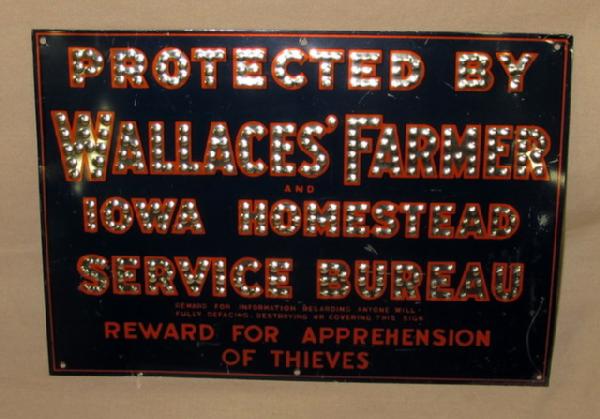 PROTECTED BY
WALLACES' FARMER
AND
IOWA HOMESTEAD
SERVICE BUREAU
REWARD FOR INFORMATION REGARDING ANYONE WILL-
FULLY DEFACING, DESTROYING OR COVERING THIS SIGN
REWARD FOR APPREHENSION
OF THIEVES